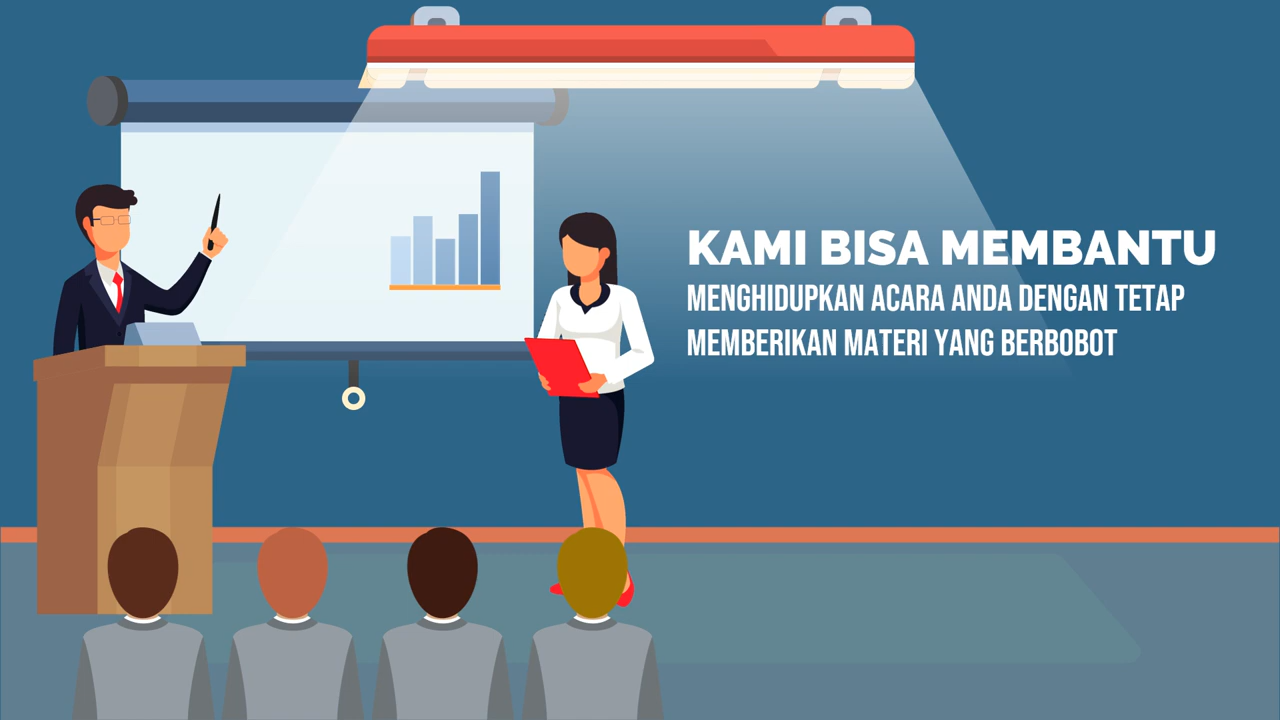 KAMI BISA MEMBANTU
MENGHIDUPKAN ACARA ANDA DENGAN TETAP
MEMBERIKAN MATERI YANG BERBOBOT